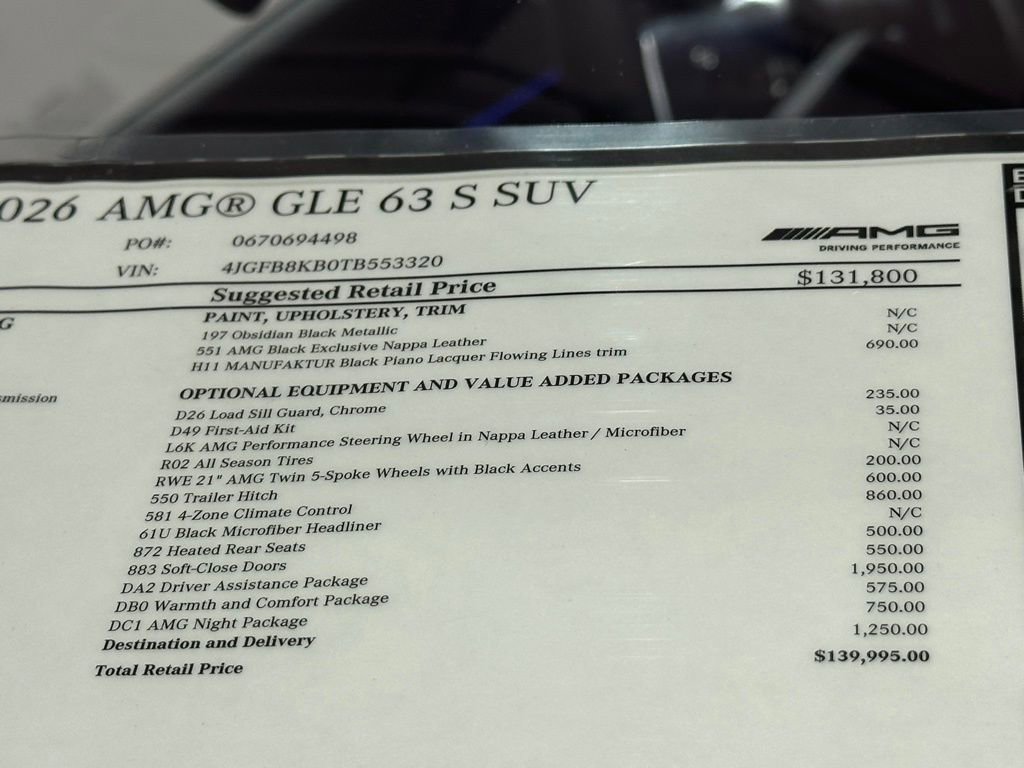 026 AMG® GLE 63 S SUV
PO#: 0670694498
VIN: 4JGFB8KB0TB553320
AMG
DRIVING PERFORMANCE
Suggested Retail Price $131,800
G
PAINT, UPHOLSTERY, TRIM
197 Obsidian Black Metallic N/C
551 AMG Black Exclusive Nappa Leather N/C
H11 MANUFAKTUR Black Piano Lacquer Flowing Lines trim 690.00
smission
OPTIONAL EQUIPMENT AND VALUE ADDED PACKAGES
D26 Load Sill Guard, Chrome 235.00
D49 First-Aid Kit 35.00
L6K AMG Performance Steering Wheel in Nappa Leather / Microfiber N/C
R02 All Season Tires N/C
RWE 21" AMG Twin 5-Spoke Wheels with Black Accents 200.00
550 Trailer Hitch 600.00
581 4-Zone Climate Control 860.00
61U Black Microfiber Headliner N/C
872 Heated Rear Seats 500.00
883 Soft-Close Doors 550.00
DA2 Driver Assistance Package 1,950.00
DB0 Warmth and Comfort Package 575.00
DC1 AMG Night Package 750.00
Destination and Delivery 1,250.00
Total Retail Price $139,995.00